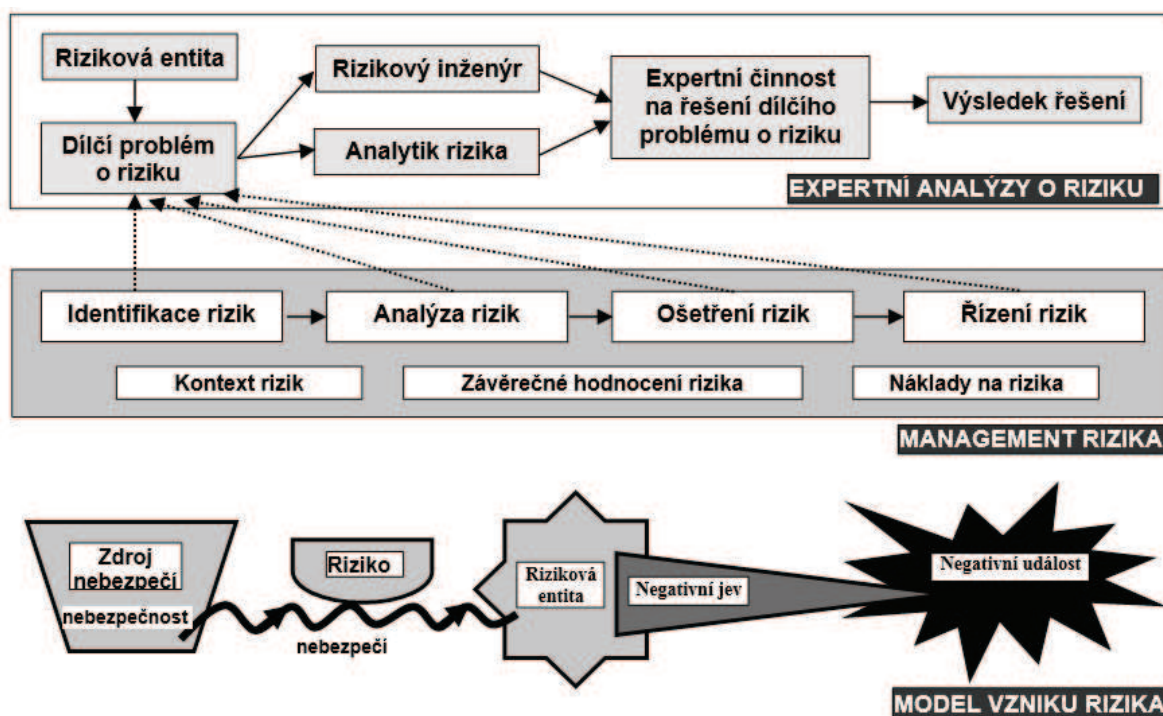 Riziková entita
Rizikový inženýr
Expertní činnost
na řešení dílčího
problému o riziku
Výsledek řešení
Dílčí problém
o riziku
Analytik rizika
EXPERTNÍ ANALÝZY O RIZIKU
Identifikace rizik
Analýza rizik
Ošetření rizik
Řízení rizik
Kontext rizik
Závěrečné hodnocení rizika
Náklady na rizika
MANAGEMENT RIZIKA
Zdroj
nebezpečí
nebezpečnost
Riziko
nebezpečí
Riziková
entita
Negativní jev
Negativní událost
MODEL VZNIKU RIZIKA